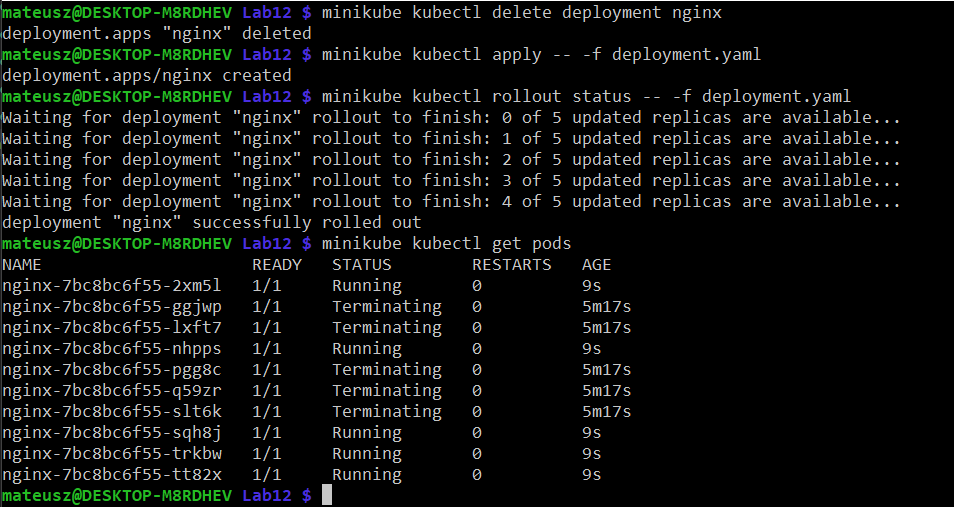 mateusz@DESKTOP-M8RDHEV Lab12 $ minikube kubectl delete deployment nginx
deployment.apps "nginx" deleted
mateusz@DESKTOP-M8RDHEV Lab12 $ minikube kubectl apply -- -f deployment.yaml
deployment.apps/nginx created
mateusz@DESKTOP-M8RDHEV Lab12 $ minikube kubectl rollout status -- -f deployment.yaml
Waiting for deployment "nginx" rollout to finish: 0 of 5 updated replicas are available...
Waiting for deployment "nginx" rollout to finish: 1 of 5 updated replicas are available...
Waiting for deployment "nginx" rollout to finish: 2 of 5 updated replicas are available...
Waiting for deployment "nginx" rollout to finish: 3 of 5 updated replicas are available...
Waiting for deployment "nginx" rollout to finish: 4 of 5 updated replicas are available...
deployment "nginx" successfully rolled out
mateusz@DESKTOP-M8RDHEV Lab12 $ minikube kubectl get pods
NAME                     READY   STATUS        RESTARTS   AGE
nginx-7bc8bc6f55-2xm5l   1/1     Running       0          9s
nginx-7bc8bc6f55-ggjwp   1/1     Terminating   0          5m17s
nginx-7bc8bc6f55-lxft7   1/1     Terminating   0          5m17s
nginx-7bc8bc6f55-nhpps   1/1     Running       0          9s
nginx-7bc8bc6f55-pgg8c   1/1     Terminating   0          5m17s
nginx-7bc8bc6f55-q59zr   1/1     Terminating   0          5m17s
nginx-7bc8bc6f55-slt6k   1/1     Terminating   0          5m17s
nginx-7bc8bc6f55-sqh8j   1/1     Running       0          9s
nginx-7bc8bc6f55-trkbw   1/1     Running       0          9s
nginx-7bc8bc6f55-tt82x   1/1     Running       0          9s
mateusz@DESKTOP-M8RDHEV Lab12 $